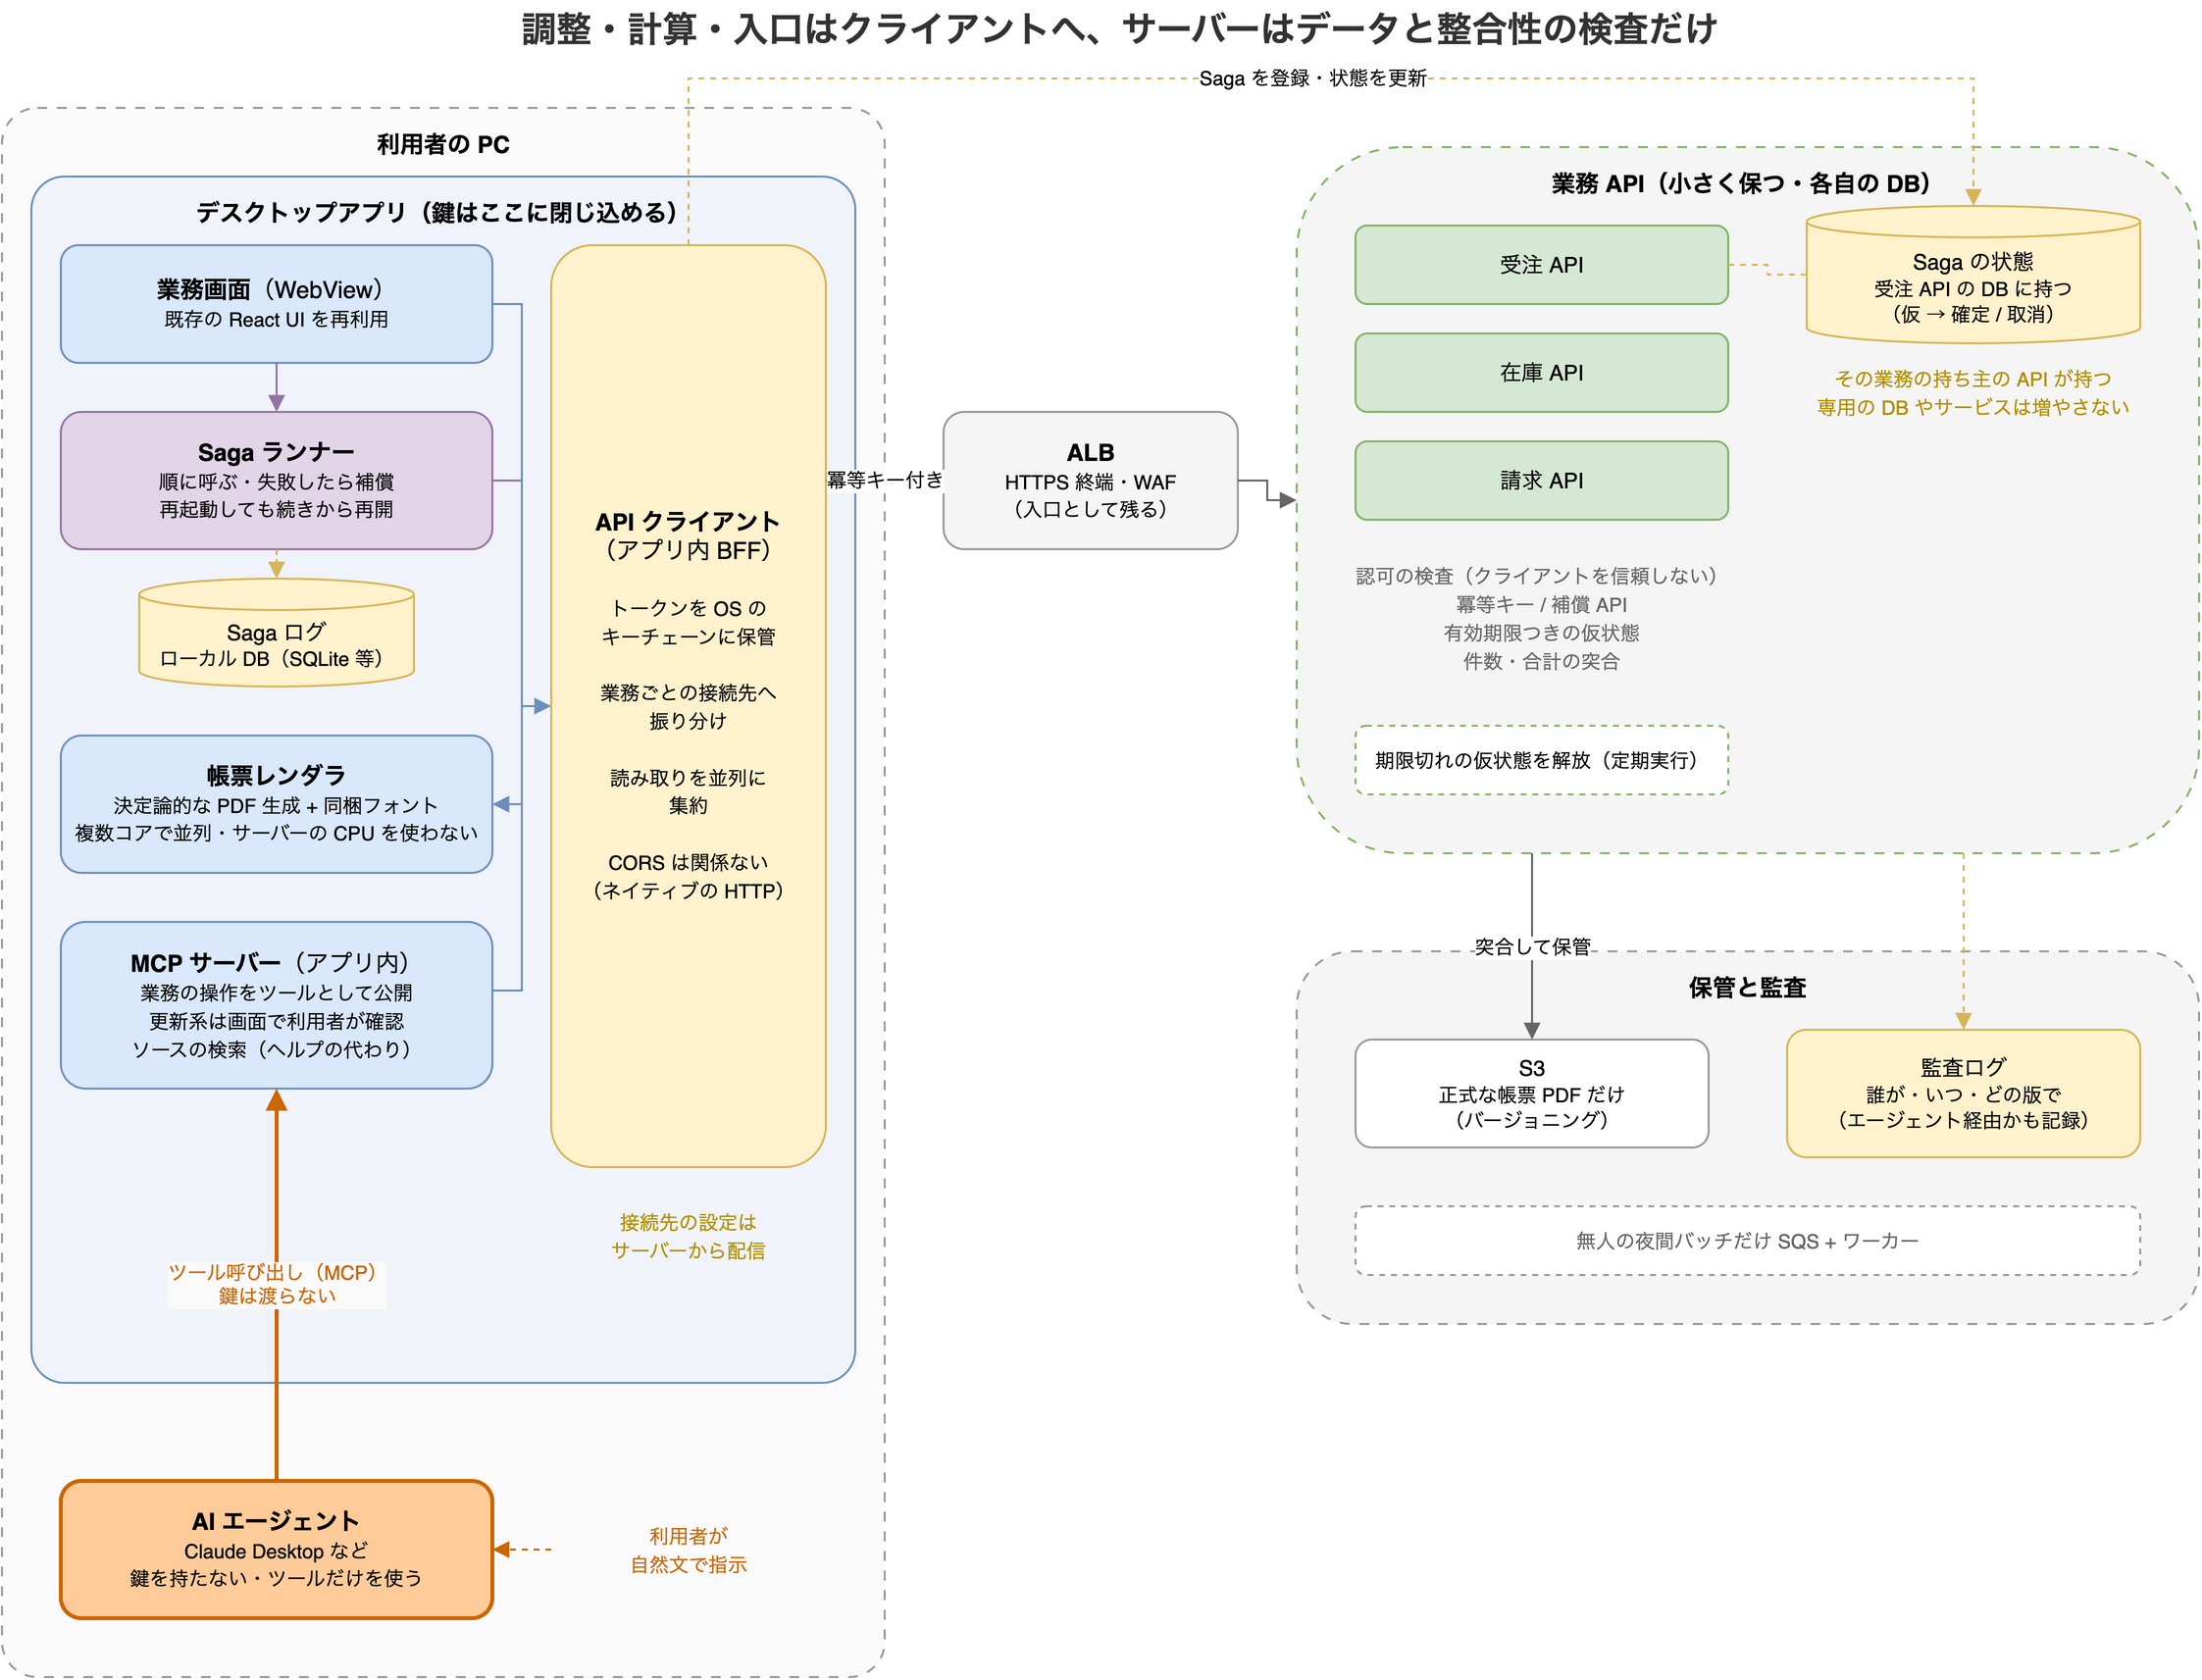 調整・計算・入口はクライアントへ、サーバーはデータと整合性の検査だけ
Saga を登録・状態を更新
利用者の PC
デスクトップアプリ（鍵はここに閉じ込める）
業務画面（WebView）
既存の React UI を再利用
Saga ランナー
順に呼ぶ・失敗したら補償
再起動しても続きから再開
Saga ログ
ローカル DB（SQLite 等）
帳票レンダラ
決定論的な PDF 生成 + 同梱フォント
複数コアで並列・サーバーの CPU を使わない
MCP サーバー（アプリ内）
業務の操作をツールとして公開
更新系は画面で利用者が確認
ソースの検索（ヘルプの代わり）
API クライアント
（アプリ内 BFF）
トークンを OS の
キーチェーンに保管
業務ごとの接続先へ
振り分け
読み取りを並列に
集約
CORS は関係ない
（ネイティブの HTTP）
接続先の設定は
サーバーから配信
ツール呼び出し（MCP）
鍵は渡らない
AI エージェント
Claude Desktop など
鍵を持たない・ツールだけを使う
利用者が
自然文で指示
冪等キー付き
ALB
HTTPS 終端・WAF
（入口として残る）
業務 API（小さく保つ・各自の DB）
受注 API
在庫 API
請求 API
Saga の状態
受注 API の DB に持つ
（仮 → 確定 / 取消）
その業務の持ち主の API が持つ
専用の DB やサービスは増やさない
認可の検査（クライアントを信頼しない）
冪等キー / 補償 API
有効期限つきの仮状態
件数・合計の突合
期限切れの仮状態を解放（定期実行）
突合して保管
保管と監査
S3
正式な帳票 PDF だけ
（バージョニング）
監査ログ
誰が・いつ・どの版で
（エージェント経由かも記録）
無人の夜間バッチだけ SQS + ワーカー